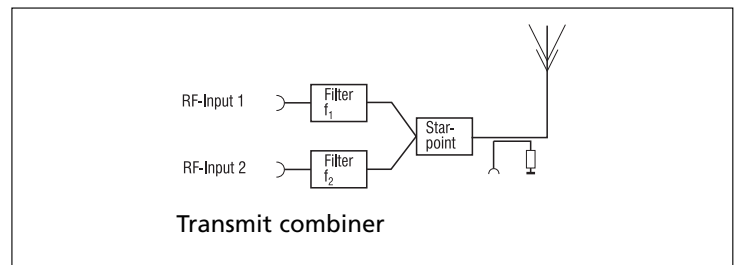 RF-Input 1
Filter
f₁
Star-
point
RF-Input 2
Filter
f₂
Transmit combiner